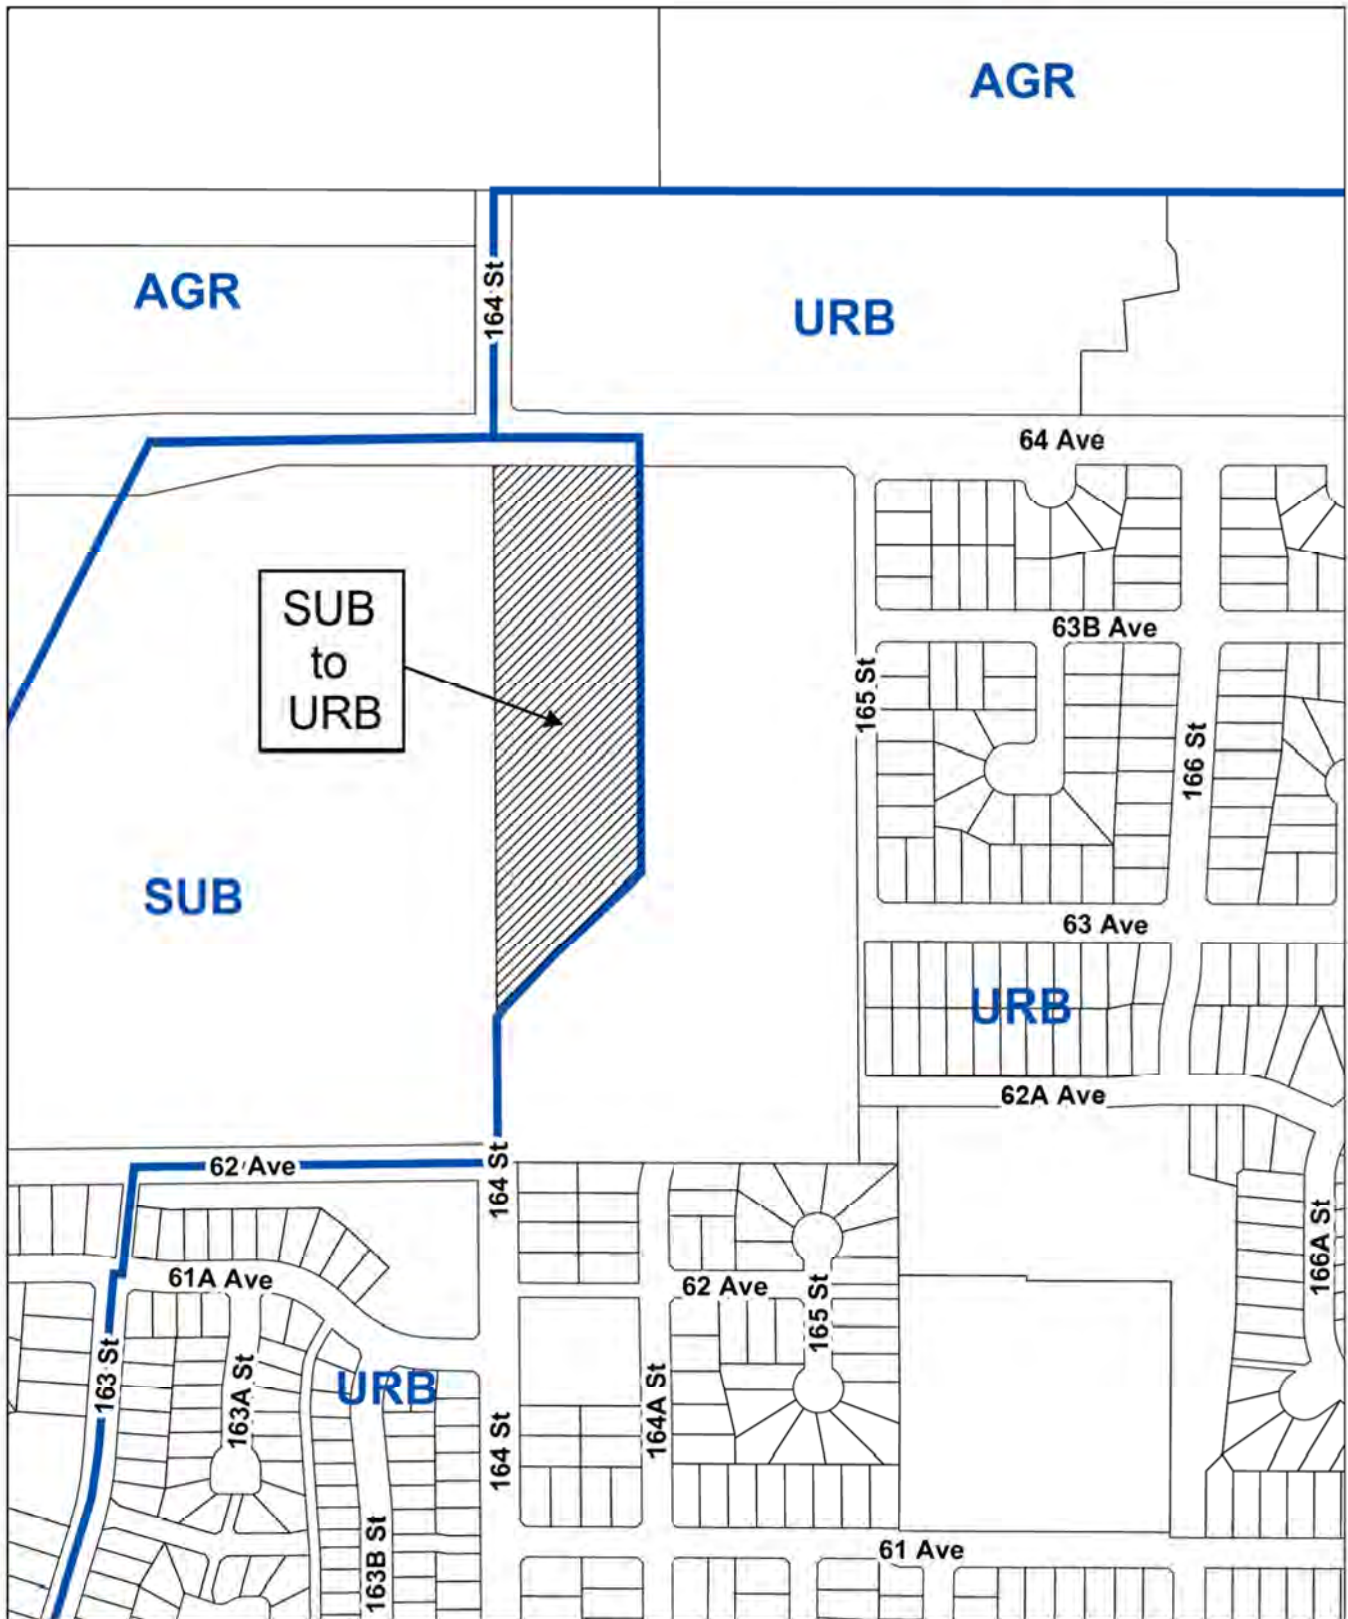 AGR
AGR
164 St
URB
64 Ave
SUB
to
URB
63B Ave
165 St
166 St
SUB
63 Ave
URB
62A Ave
62 Ave
164 St
166A St
61A Ave
62 Ave
165 St
163 St
163A St
URB
164A St
164 St
163B St
61 Ave